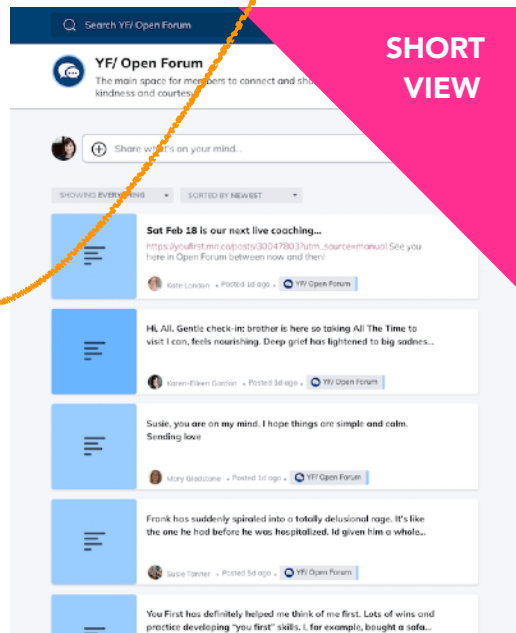 Search YF/ Open Forum
SHORT
VIEW
YF/ Open Forum
The main space for members to connect and
kindness and courtesy
Share what's on your mind...
SHOWING EVERYTHING
SORTED BY NEWEST
Sat Feb 18 is our next live coaching...
https://youfirst.mn.co/posts/30047803?utm_source=manual See you
here in Open Forum between now and then!
Kate London • Posted 1d ago • YF/ Open Forum
Hi, All. Gentle check-in: brother is here so taking All The Time to
visit I can, feels nourishing. Deep grief has lightened to big sadnes...
Karen-Eileen Gordon • Posted 3d ago • YF/ Open Forum
Susie, you are on my mind. I hope things are simple and calm.
Sending love
Mary Gladstone • Posted 1d ago • YF/ Open Forum
Frank has suddenly spiraled into a totally delusional rage. It's like
the one he had before he was hospitalized. Id given him a whole...
Susie Tanner • Posted 5d ago • YF/ Open Forum
You First has definitely helped me think of me first. Lots of wins and
practice developing "you first" skills. I, for example, bought a sofa...